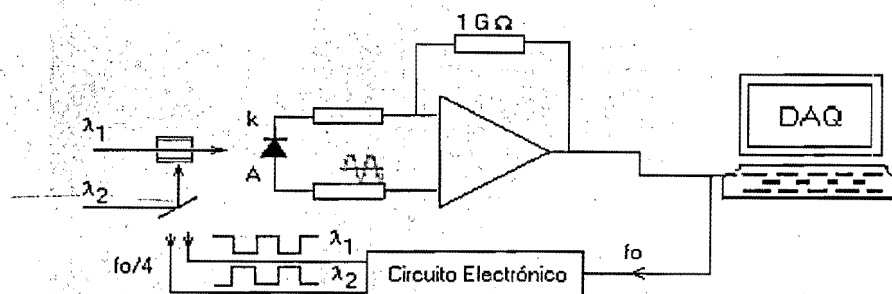 1 GΩ
λ1
k
DAQ
A
λ2
fo/4
λ1
λ2
Circuito Electrónico
fo